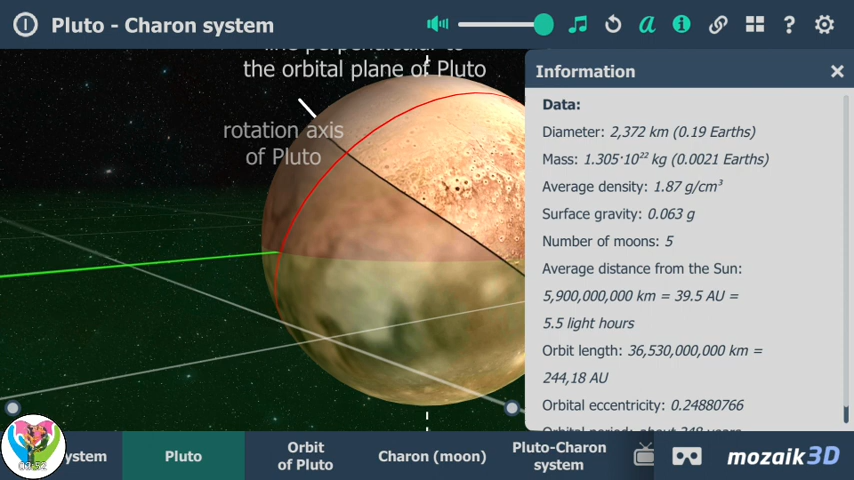 Pluto - Charon system
the orbital plane of Pluto
rotation axis
of Pluto
Information
Data:
Diameter: 2,372 km (0.19 Earths)
Mass: 1.305·10²² kg (0.0021 Earths)
Average density: 1.87 g/cm³
Surface gravity: 0.063 g
Number of moons: 5
Average distance from the Sun:
5,900,000,000 km = 39.5 AU =
5.5 light hours
Orbit length: 36,530,000,000 km =
244,18 AU
Orbital eccentricity: 0.24880766
Pluto
Orbit
of Pluto
Charon (moon)
Pluto-Charon
system
mozaik3D